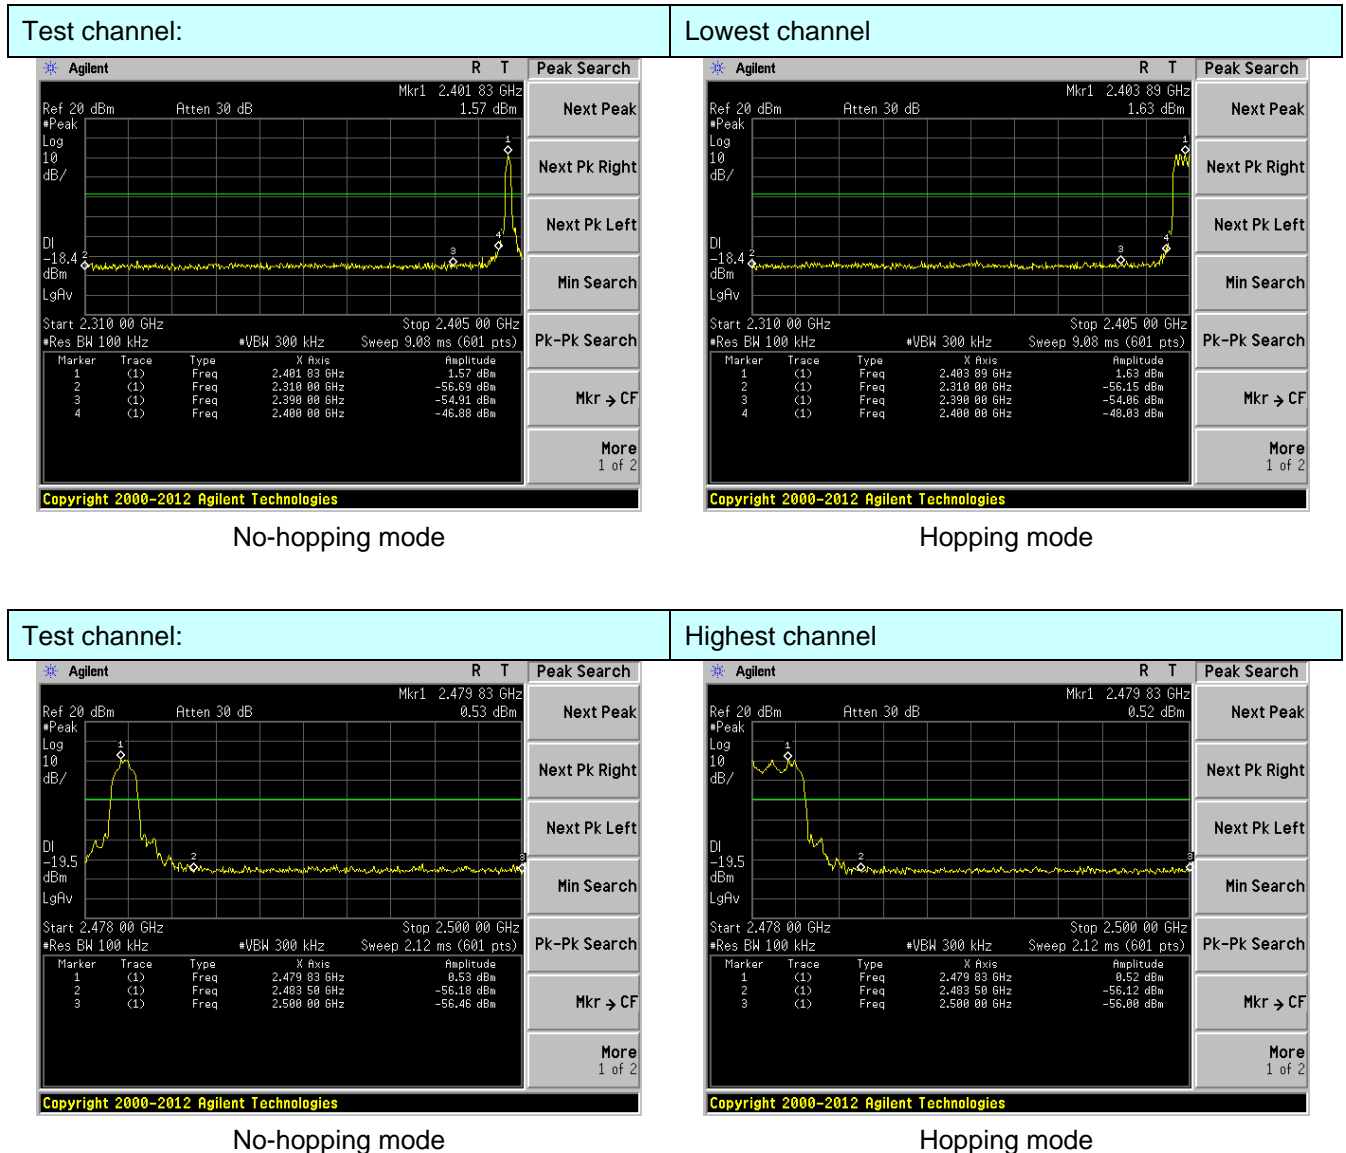 Test channel: Lowest channel
Agilent R T Peak Search
Mkr1 2.401 83 GHz
Ref 20 dBm Atten 30 dB 1.57 dBm
#Peak
Log
10
dB/
DI
-18.4
dBm
LgAv
1
2
3
4
Start 2.310 00 GHz Stop 2.405 00 GHz
#Res BW 100 kHz #VBW 300 kHz Sweep 9.08 ms (601 pts)
Marker Trace Type X Axis Amplitude
1 (1) Freq 2.401 83 GHz 1.57 dBm
2 (1) Freq 2.310 00 GHz -56.69 dBm
3 (1) Freq 2.390 00 GHz -54.91 dBm
4 (1) Freq 2.400 00 GHz -46.88 dBm
Next Peak
Next Pk Right
Next Pk Left
Min Search
Pk-Pk Search
Mkr → CF
More
1 of 2
Copyright 2000-2012 Agilent Technologies
No-hopping mode
Agilent R T Peak Search
Mkr1 2.403 89 GHz
Ref 20 dBm Atten 30 dB 1.63 dBm
#Peak
Log
10
dB/
DI
-18.4
dBm
LgAv
1
2
3
4
Start 2.310 00 GHz Stop 2.405 00 GHz
#Res BW 100 kHz #VBW 300 kHz Sweep 9.08 ms (601 pts)
Marker Trace Type X Axis Amplitude
1 (1) Freq 2.403 89 GHz 1.63 dBm
2 (1) Freq 2.310 00 GHz -56.15 dBm
3 (1) Freq 2.390 00 GHz -54.06 dBm
4 (1) Freq 2.400 00 GHz -48.03 dBm
Next Peak
Next Pk Right
Next Pk Left
Min Search
Pk-Pk Search
Mkr → CF
More
1 of 2
Copyright 2000-2012 Agilent Technologies
Hopping mode
Test channel: Highest channel
Agilent R T Peak Search
Mkr1 2.479 83 GHz
Ref 20 dBm Atten 30 dB 0.53 dBm
#Peak
Log
10
dB/
DI
-19.5
dBm
LgAv
1
2
3
Start 2.478 00 GHz Stop 2.500 00 GHz
#Res BW 100 kHz #VBW 300 kHz Sweep 2.12 ms (601 pts)
Marker Trace Type X Axis Amplitude
1 (1) Freq 2.479 83 GHz 0.53 dBm
2 (1) Freq 2.483 50 GHz -56.18 dBm
3 (1) Freq 2.500 00 GHz -56.46 dBm
Next Peak
Next Pk Right
Next Pk Left
Min Search
Pk-Pk Search
Mkr → CF
More
1 of 2
Copyright 2000-2012 Agilent Technologies
No-hopping mode
Agilent R T Peak Search
Mkr1 2.479 83 GHz
Ref 20 dBm Atten 30 dB 0.52 dBm
#Peak
Log
10
dB/
DI
-19.5
dBm
LgAv
1
2
3
Start 2.478 00 GHz Stop 2.500 00 GHz
#Res BW 100 kHz #VBW 300 kHz Sweep 2.12 ms (601 pts)
Marker Trace Type X Axis Amplitude
1 (1) Freq 2.479 83 GHz 0.52 dBm
2 (1) Freq 2.483 50 GHz -56.12 dBm
3 (1) Freq 2.500 00 GHz -56.00 dBm
Next Peak
Next Pk Right
Next Pk Left
Min Search
Pk-Pk Search
Mkr → CF
More
1 of 2
Copyright 2000-2012 Agilent Technologies
Hopping mode